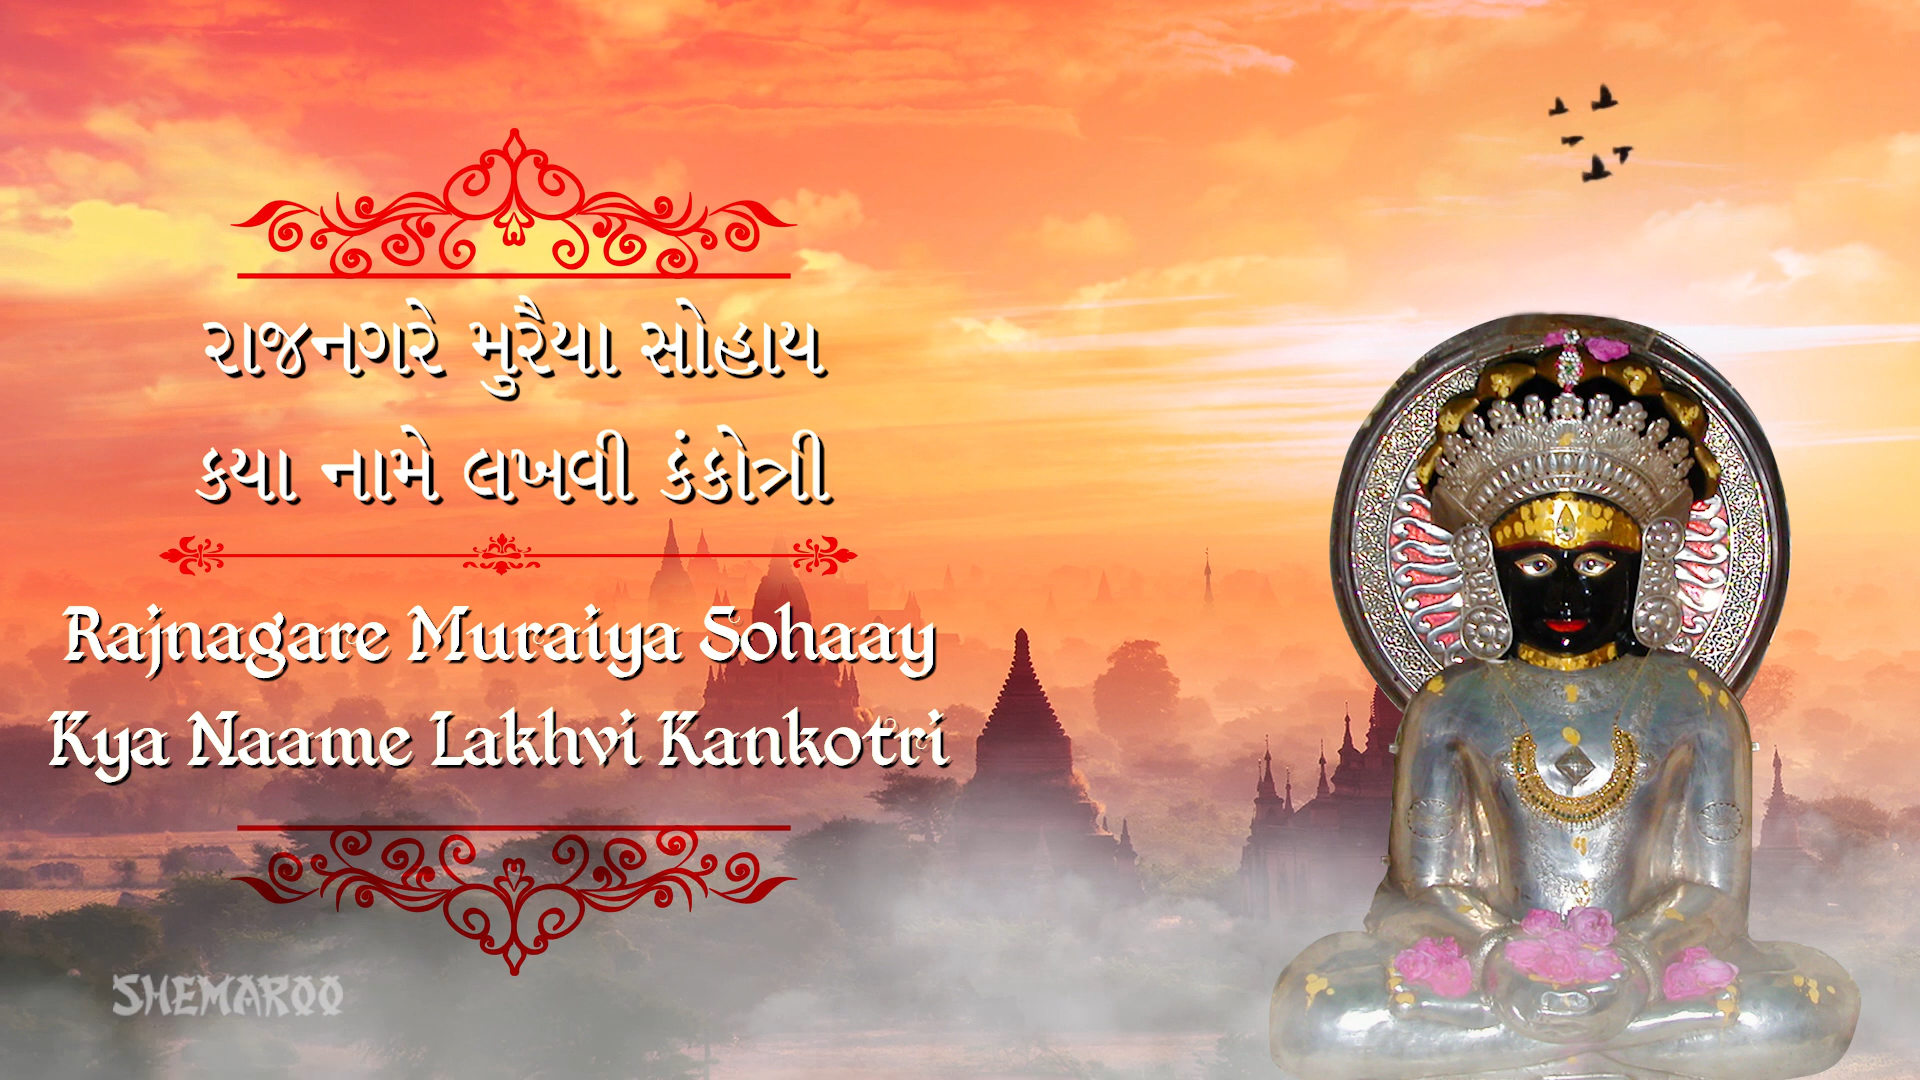 રાજનગરે મુરૈયા સોહાય
કયા નામે લખવી કંકોત્રી
Rajnagare Muraiya Sohaay
Kya Naame Lakhvi Kankotri
SHEMAROO